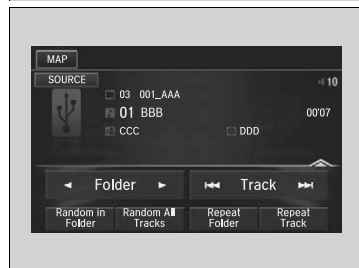 MAP
SOURCE
10
03 001_AAA
01 BBB 00'07
CCC DDD
Folder Track
Random in Folder Random All Tracks Repeat Folder Repeat Track